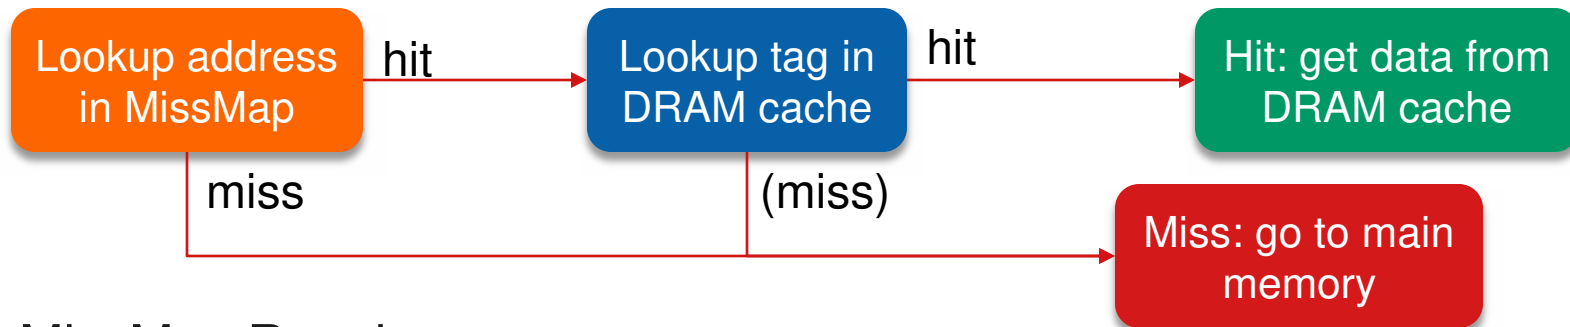 Lookup address
in MissMap
hit
Lookup tag in
DRAM cache
hit
Hit: get data from
DRAM cache
miss
(miss)
Miss: go to main
memory